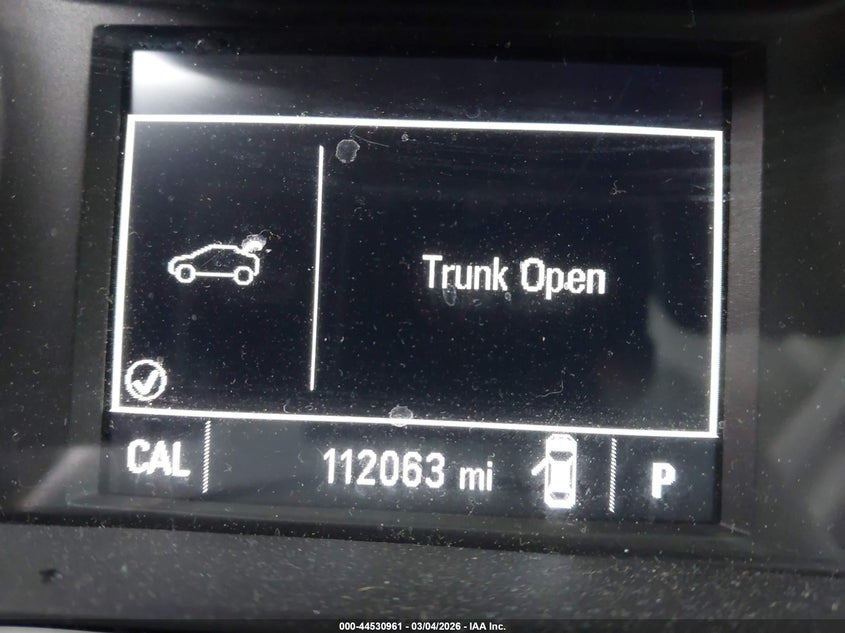 Trunk Open
CAL 112063 mi P
000-44530961 - 03/04/2026 - IAA Inc.